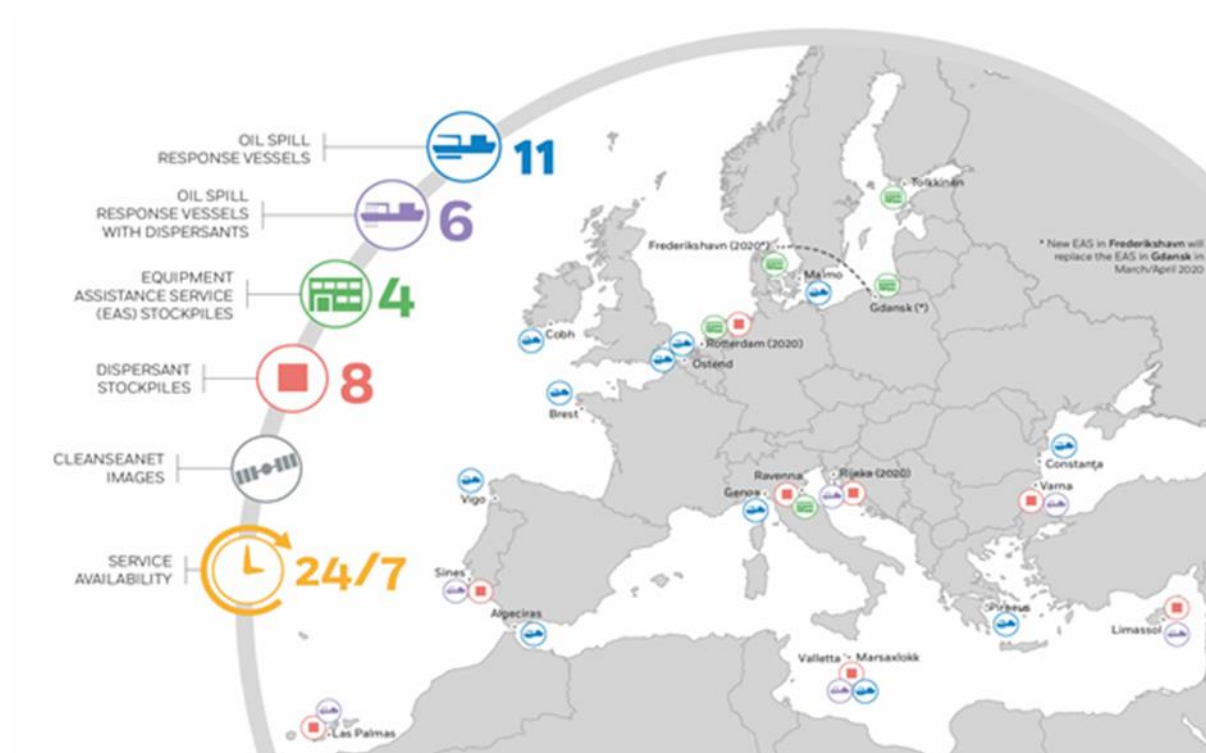 OIL SPILL
RESPONSE VESSELS
11
OIL SPILL
RESPONSE VESSELS
WITH DISPERSANTS
6
EQUIPMENT
ASSISTANCE SERVICE
(EAS) STOCKPILES
4
DISPERSANT
STOCKPILES
8
CLEANSEANET
IMAGES
SERVICE
AVAILABILITY
24/7
Tolkkinen
Frederikshavn (2020*)
* New EAS in Frederikshavn will
replace the EAS in Gdansk in
March/April 2020
Malmo
Gdansk (*)
Cobh
Rotterdam (2020)
Ostend
Brest
Constanţa
Ravenna
Rijeka (2020)
Varna
Genoa
Vigo
Sines
Algeciras
Piraeus
Limassol
Valletta
Marsaxlokk
Las Palmas